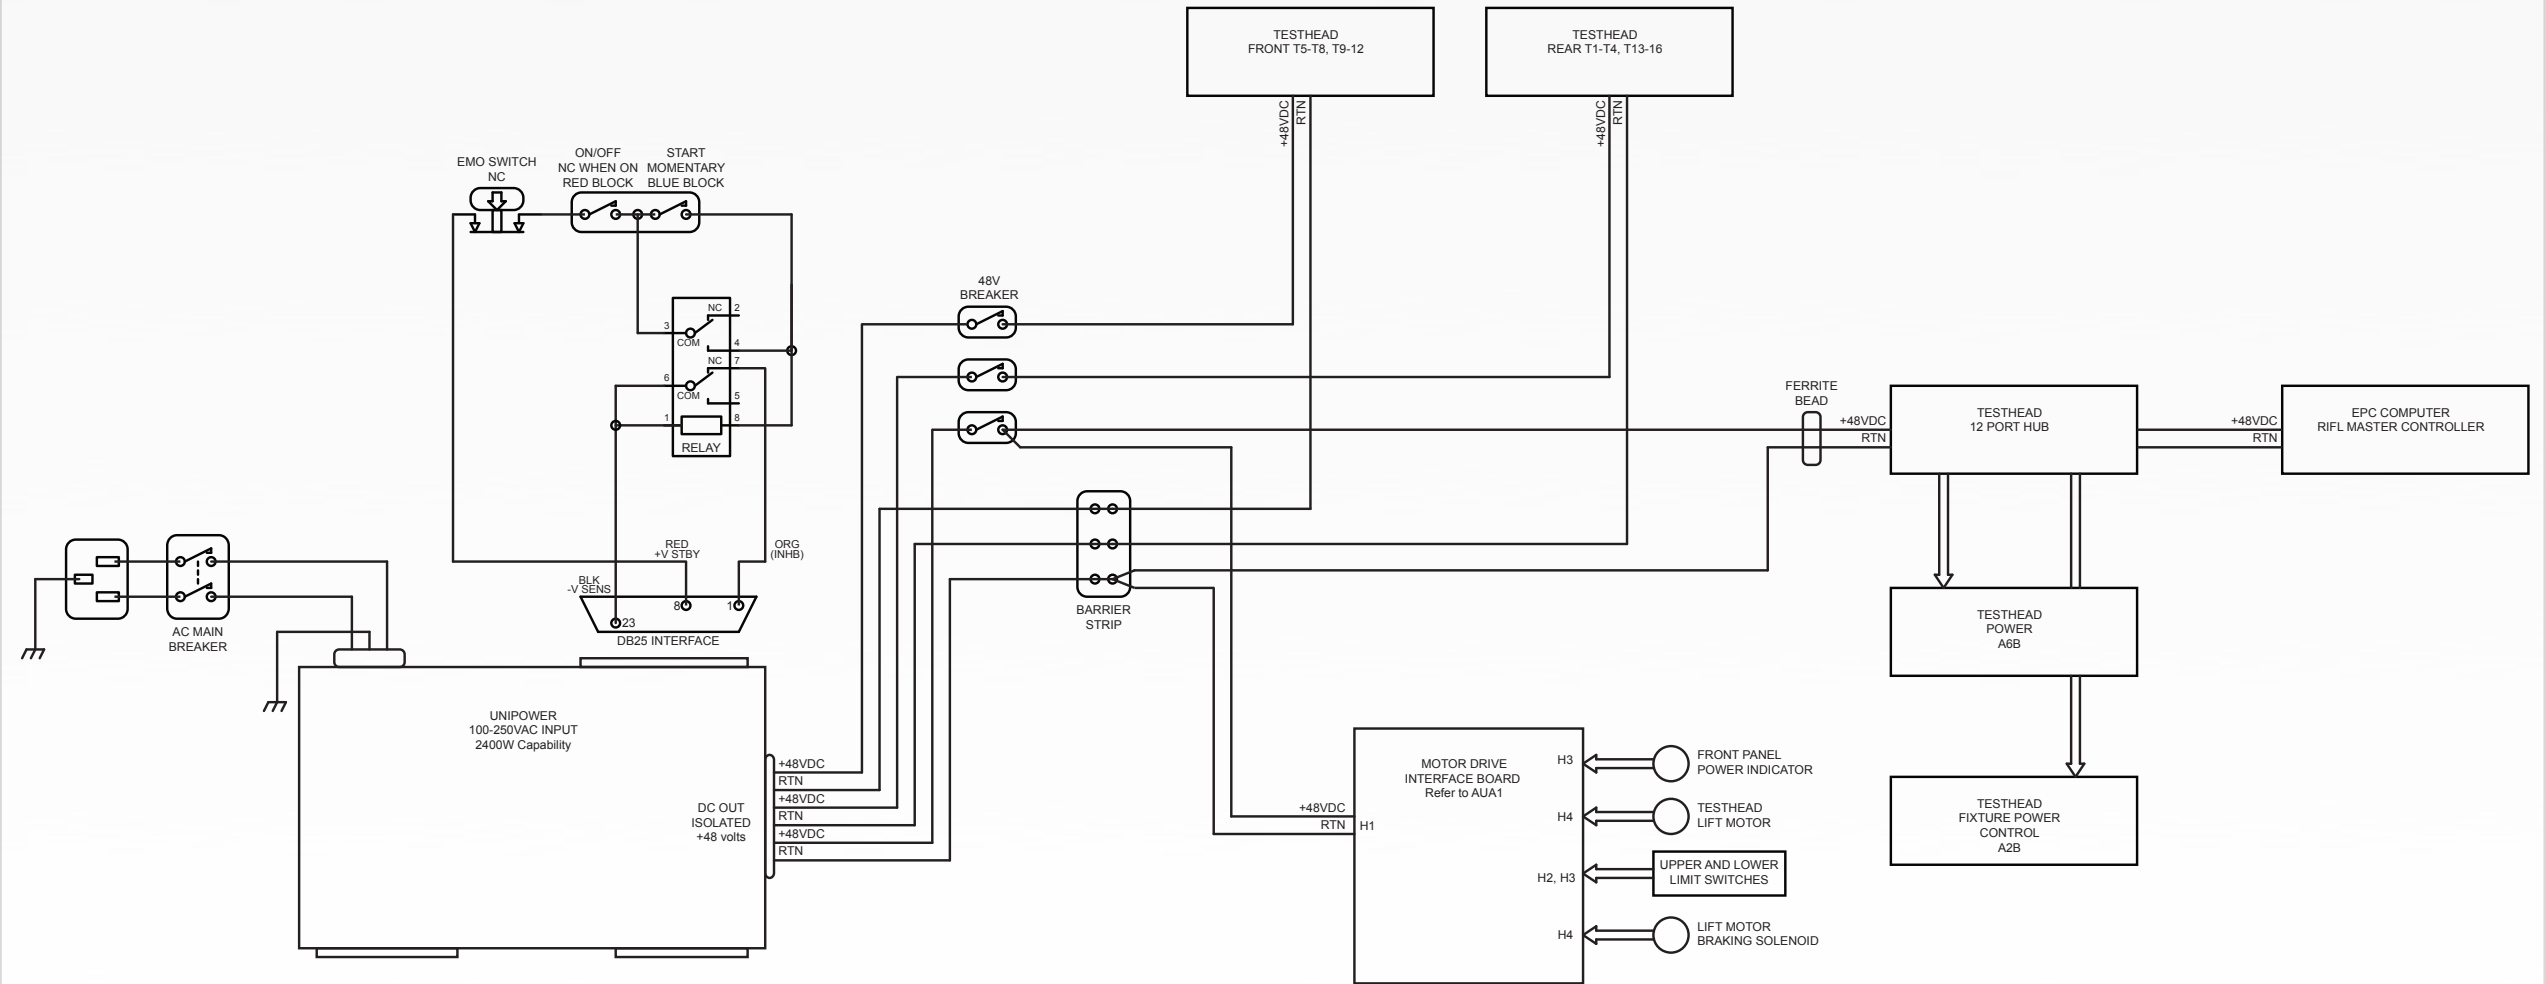 TESTHEAD
FRONT T5-T8, T9-12
TESTHEAD
REAR T1-T4, T13-16
+48VDC
RTN
+48VDC
RTN
EMO SWITCH
NC
ON/OFF
NC WHEN ON
RED BLOCK
START
MOMENTARY
BLUE BLOCK
48V
BREAKER
NC
2
3
COM
4
NC
7
6
COM
5
1
8
RELAY
FERRITE
BEAD
+48VDC
RTN
TESTHEAD
12 PORT HUB
+48VDC
RTN
EPC COMPUTER
RIFL MASTER CONTROLLER
RED
+V STBY
ORG
(INHB)
BLK
-V SENS
8
1
23
DB25 INTERFACE
AC MAIN
BREAKER
BARRIER
STRIP
TESTHEAD
POWER
A6B
UNIPOWER
100-250VAC INPUT
2400W Capability
DC OUT
ISOLATED
+48 volts
+48VDC
RTN
+48VDC
RTN
+48VDC
RTN
MOTOR DRIVE
INTERFACE BOARD
Refer to AUA1
+48VDC
RTN
H1
H3
FRONT PANEL
POWER INDICATOR
H4
TESTHEAD
LIFT MOTOR
H2, H3
UPPER AND LOWER
LIMIT SWITCHES
H4
LIFT MOTOR
BRAKING SOLENOID
TESTHEAD
FIXTURE POWER
CONTROL
A2B